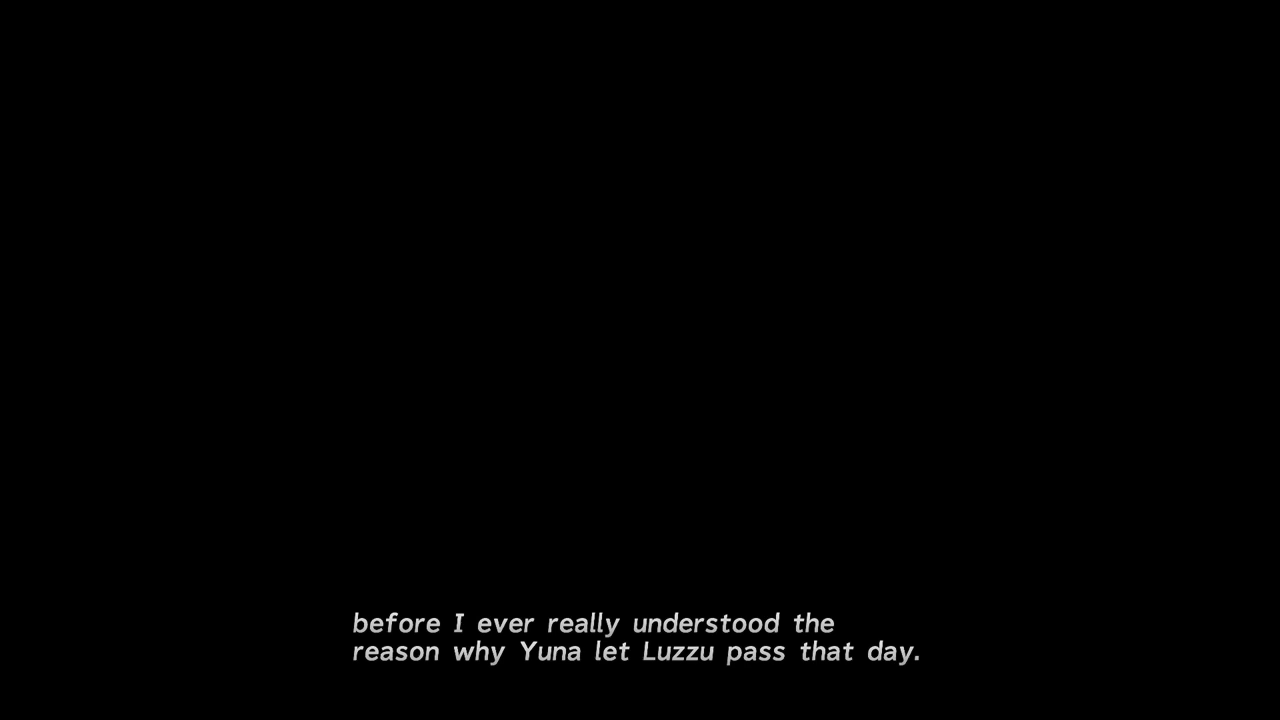 before I ever really understood the
reason why Yuna let Luzzu pass that day.